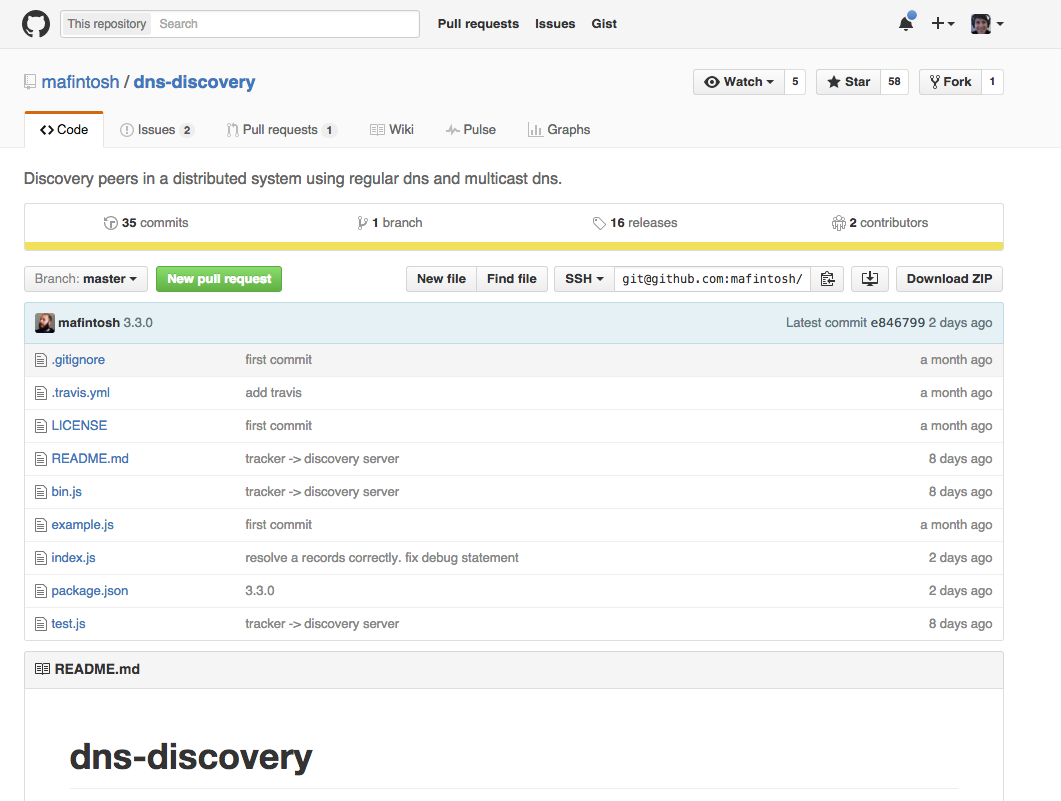 This repository Search Pull requests Issues Gist
mafintosh / dns-discovery Watch 5 Star 58 Fork 1
Code Issues 2 Pull requests 1 Wiki Pulse Graphs
Discovery peers in a distributed system using regular dns and multicast dns.
35 commits 1 branch 16 releases 2 contributors
Branch: master New pull request New file Find file SSH git@github.com:mafintosh/ Download ZIP
mafintosh 3.3.0 Latest commit e846799 2 days ago
.gitignore first commit a month ago
.travis.yml add travis a month ago
LICENSE first commit a month ago
README.md tracker -> discovery server 8 days ago
bin.js tracker -> discovery server 8 days ago
example.js first commit a month ago
index.js resolve a records correctly. fix debug statement 2 days ago
package.json 3.3.0 2 days ago
test.js tracker -> discovery server 8 days ago
README.md
dns-discovery